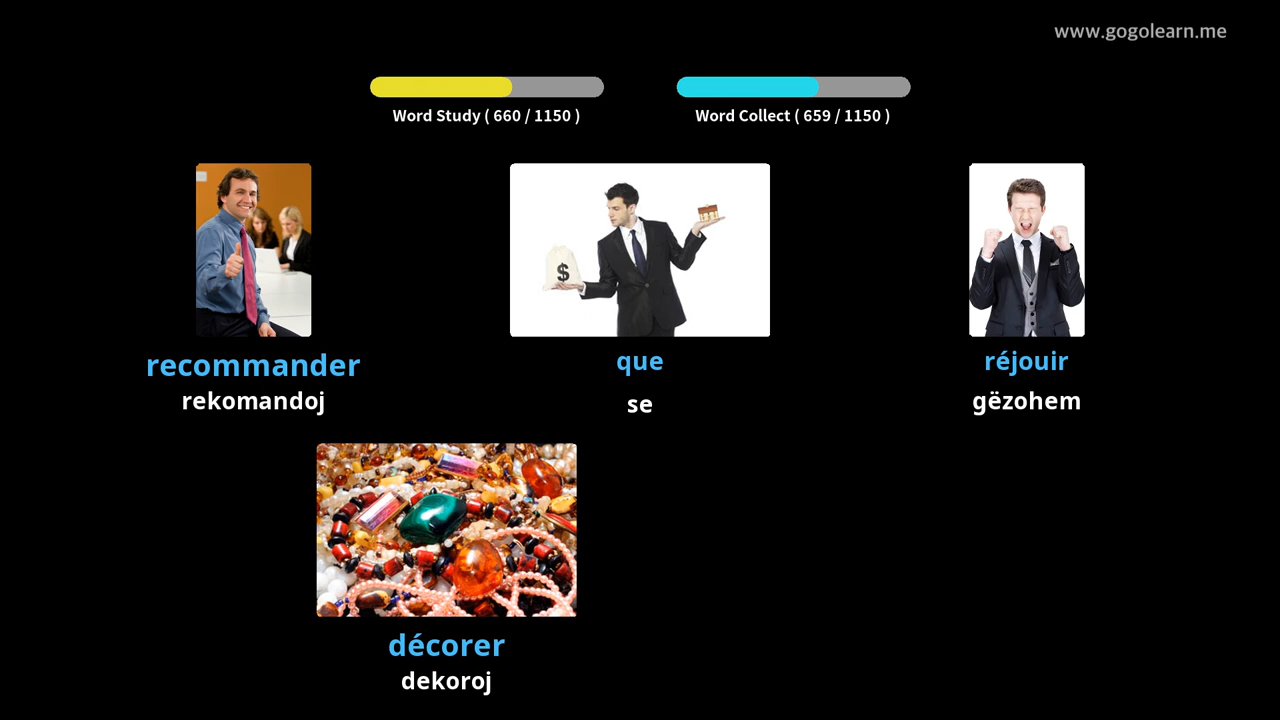 www.gogolearn.me
Word Study ( 660 / 1150 )
Word Collect ( 659 / 1150 )
$
recommander
rekomandoj
que
se
réjouir
gëzohem
décorer
dekoroj